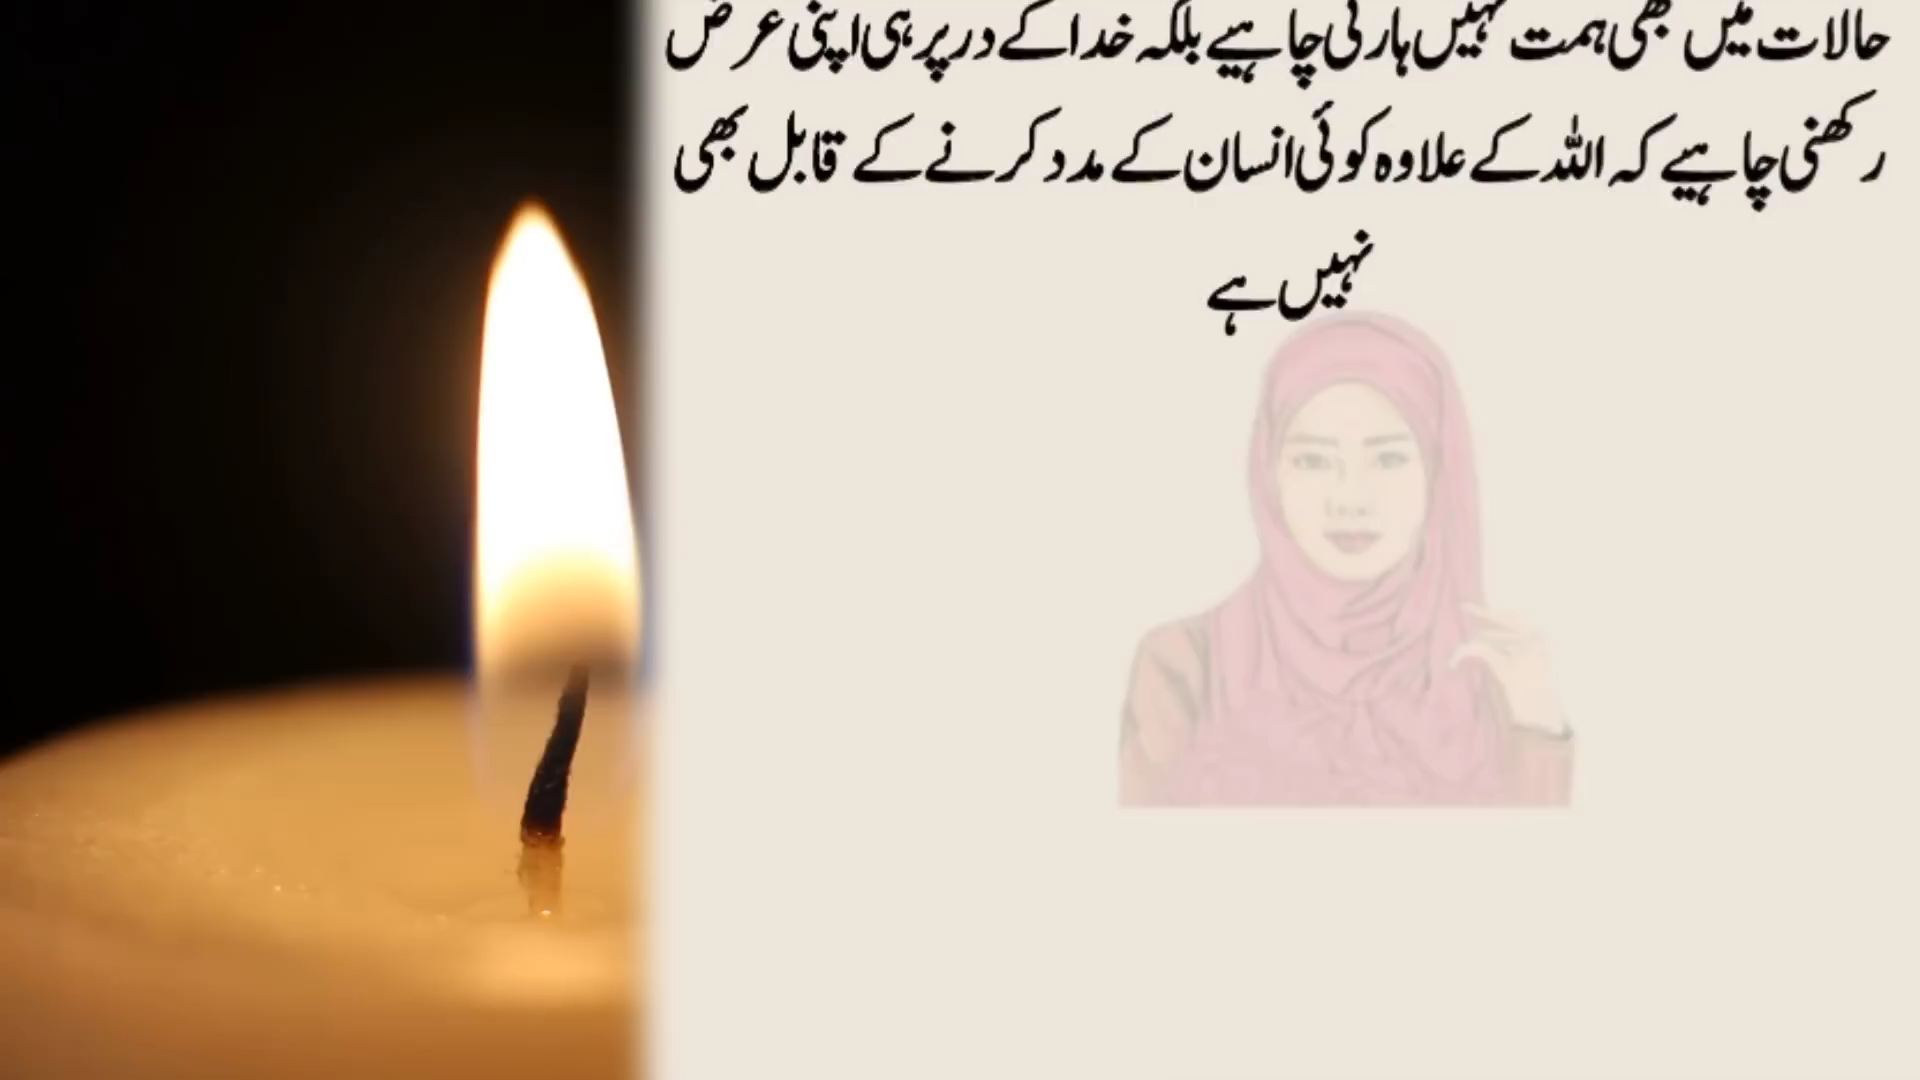 حالات میں بھی ہمت نہیں ہارنی چاہیے بلکہ خدا کے در پر ہی اپنی عرض
رکھنی چاہیے کہ اللہ کے علاوہ کوئی انسان کے مدد کرنے کے قابل بھی
نہیں ہے